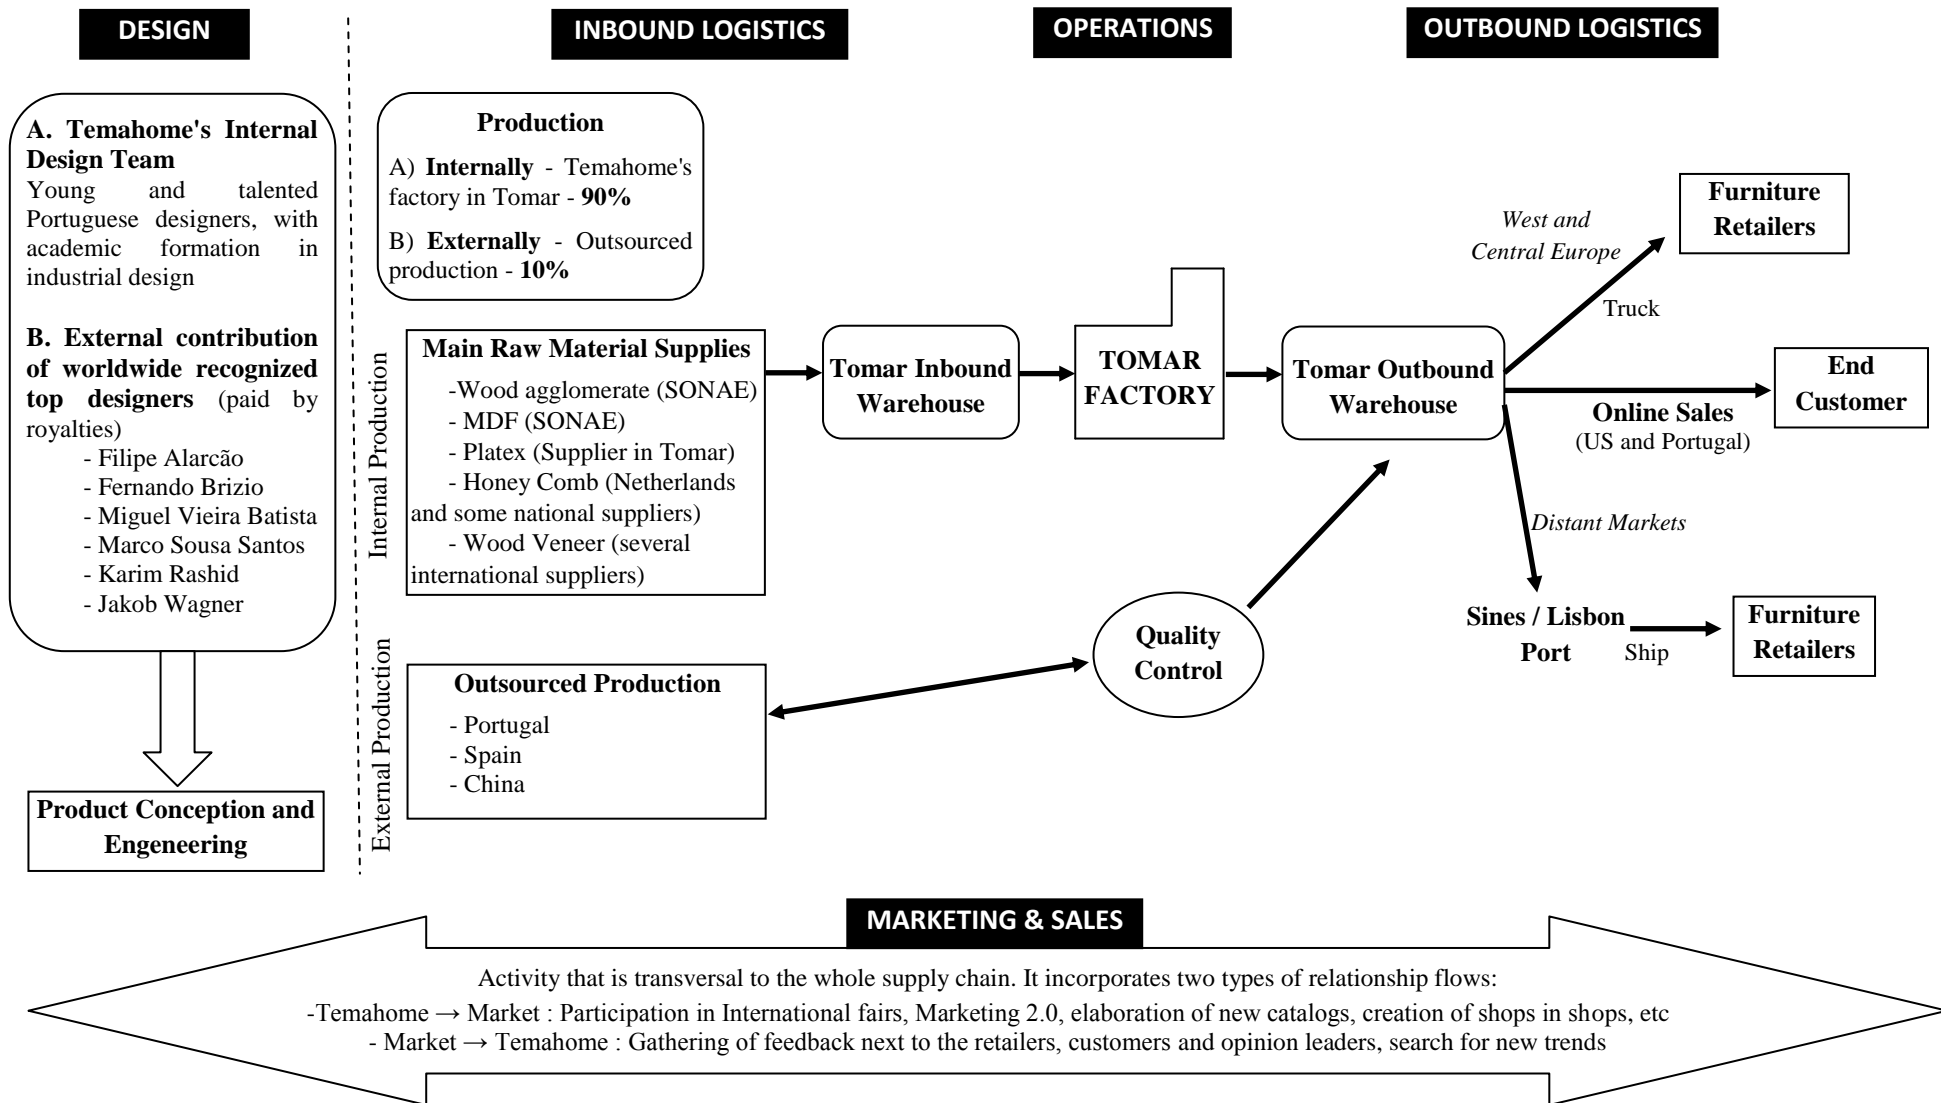 DESIGN
INBOUND LOGISTICS
OPERATIONS
OUTBOUND LOGISTICS
A. Temahome's Internal
Design Team
Young and talented
Portuguese designers, with
academic formation in
industrial design
B. External contribution
of worldwide recognized
top designers (paid by
royalties)
- Filipe Alarcão
- Fernando Brizio
- Miguel Vieira Batista
- Marco Sousa Santos
- Karim Rashid
- Jakob Wagner
Product Conception and
Engeneering
Production
A) Internally - Temahome's
factory in Tomar - 90%
B) Externally - Outsourced
production - 10%
Internal Production
Main Raw Material Supplies
-Wood agglomerate (SONAE)
- MDF (SONAE)
- Platex (Supplier in Tomar)
- Honey Comb (Netherlands
and some national suppliers)
- Wood Veneer (several
international suppliers)
External Production
Outsourced Production
- Portugal
- Spain
- China
Tomar Inbound
Warehouse
TOMAR
FACTORY
Quality
Control
Tomar Outbound
Warehouse
West and
Central Europe
Truck
Furniture
Retailers
Online Sales
(US and Portugal)
End
Customer
Distant Markets
Sines / Lisbon
Port
Ship
Furniture
Retailers
MARKETING & SALES
Activity that is transversal to the whole supply chain. It incorporates two types of relationship flows:
-Temahome → Market : Participation in International fairs, Marketing 2.0, elaboration of new catalogs, creation of shops in shops, etc
- Market → Temahome : Gathering of feedback next to the retailers, customers and opinion leaders, search for new trends